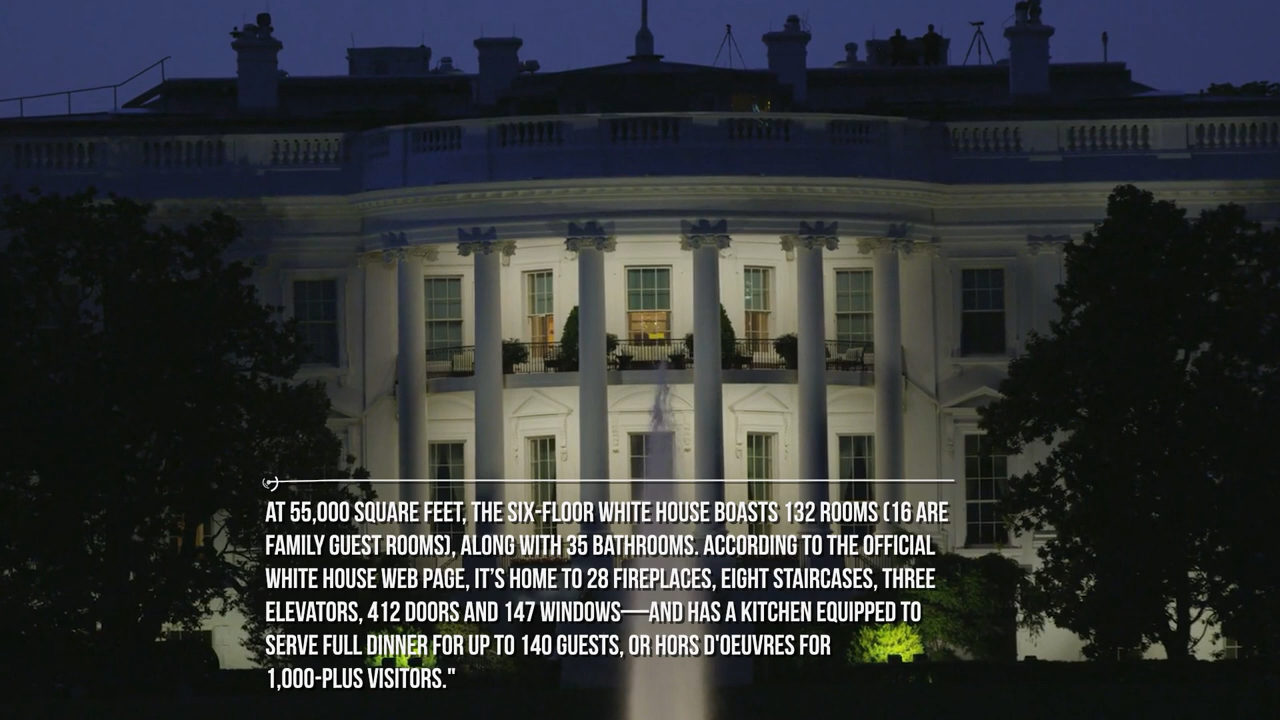 AT 55,000 SQUARE FEET, THE SIX-FLOOR WHITE HOUSE BOASTS 132 ROOMS (16 ARE
FAMILY GUEST ROOMS), ALONG WITH 35 BATHROOMS. ACCORDING TO THE OFFICIAL
WHITE HOUSE WEB PAGE, IT'S HOME TO 28 FIREPLACES, EIGHT STAIRCASES, THREE
ELEVATORS, 412 DOORS AND 147 WINDOWS—AND HAS A KITCHEN EQUIPPED TO
SERVE FULL DINNER FOR UP TO 140 GUESTS, OR HORS D'OEUVRES FOR
1,000-PLUS VISITORS."